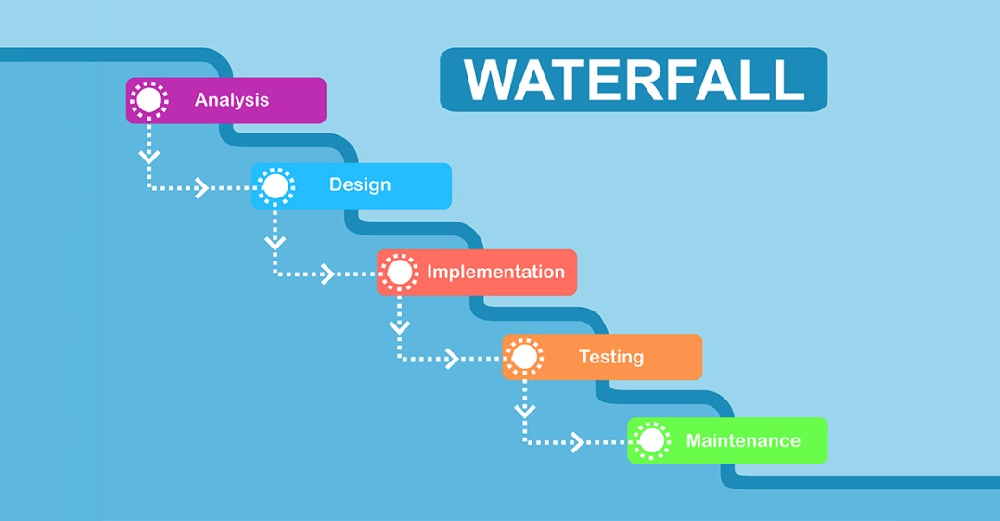 WATERFALL
Analysis
Design
Implementation
Testing
Maintenance